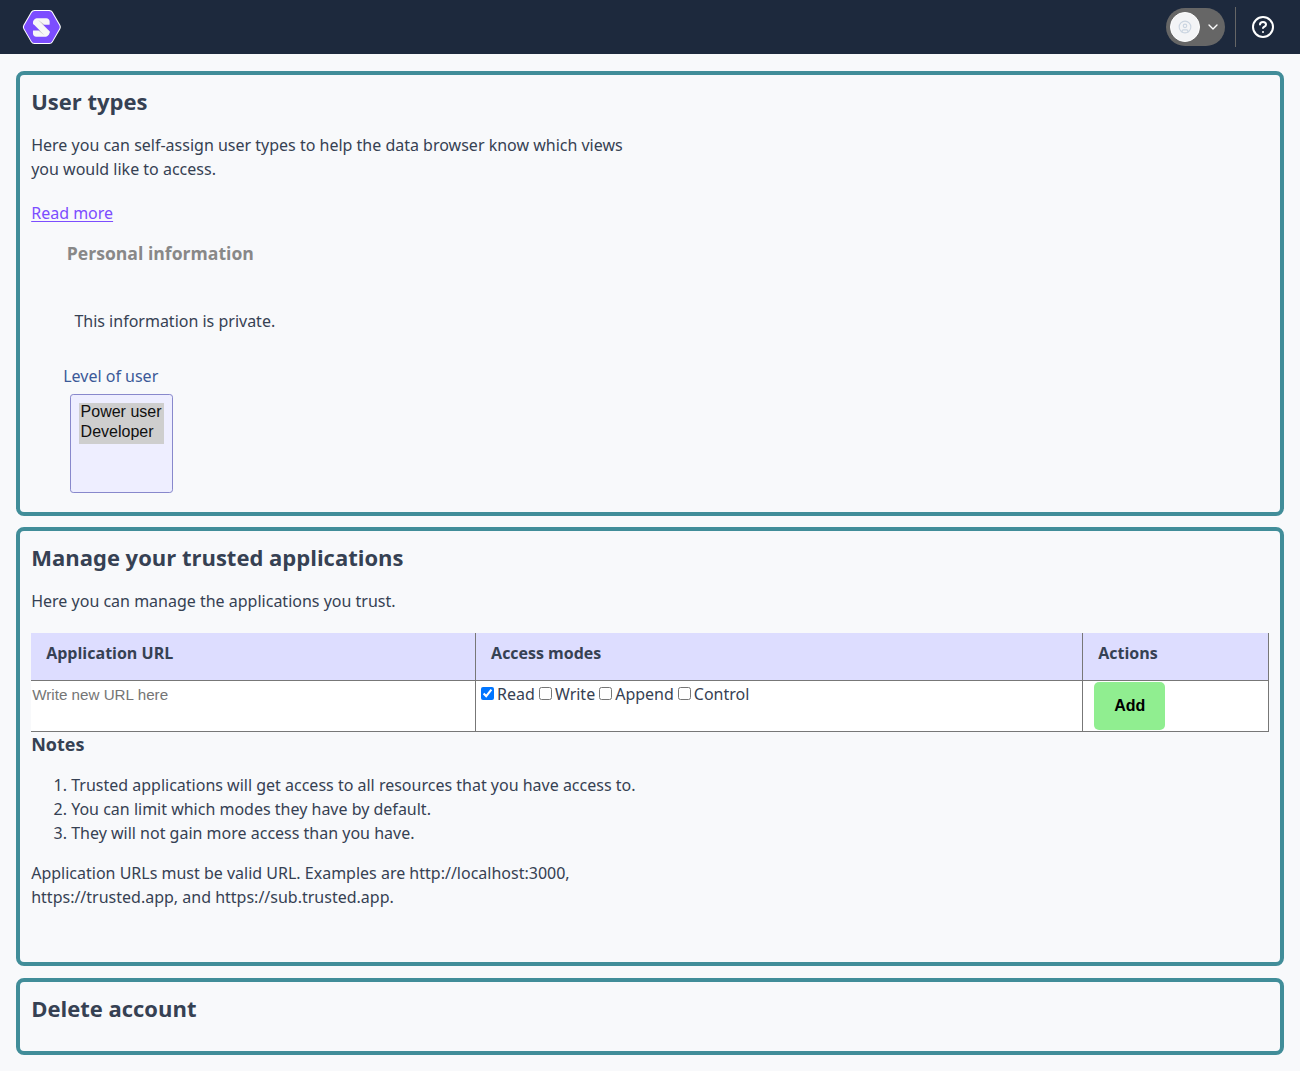 User types
Here you can self-assign user types to help the data browser know which views
you would like to access.
Read more
Personal information
This information is private.
Level of user
Power user
Developer
Manage your trusted applications
Here you can manage the applications you trust.
Application URL Access modes Actions
Write new URL here Read Write Append Control Add
Notes
1. Trusted applications will get access to all resources that you have access to.
2. You can limit which modes they have by default.
3. They will not gain more access than you have.
Application URLs must be valid URL. Examples are http://localhost:3000,
https://trusted.app, and https://sub.trusted.app.
Delete account